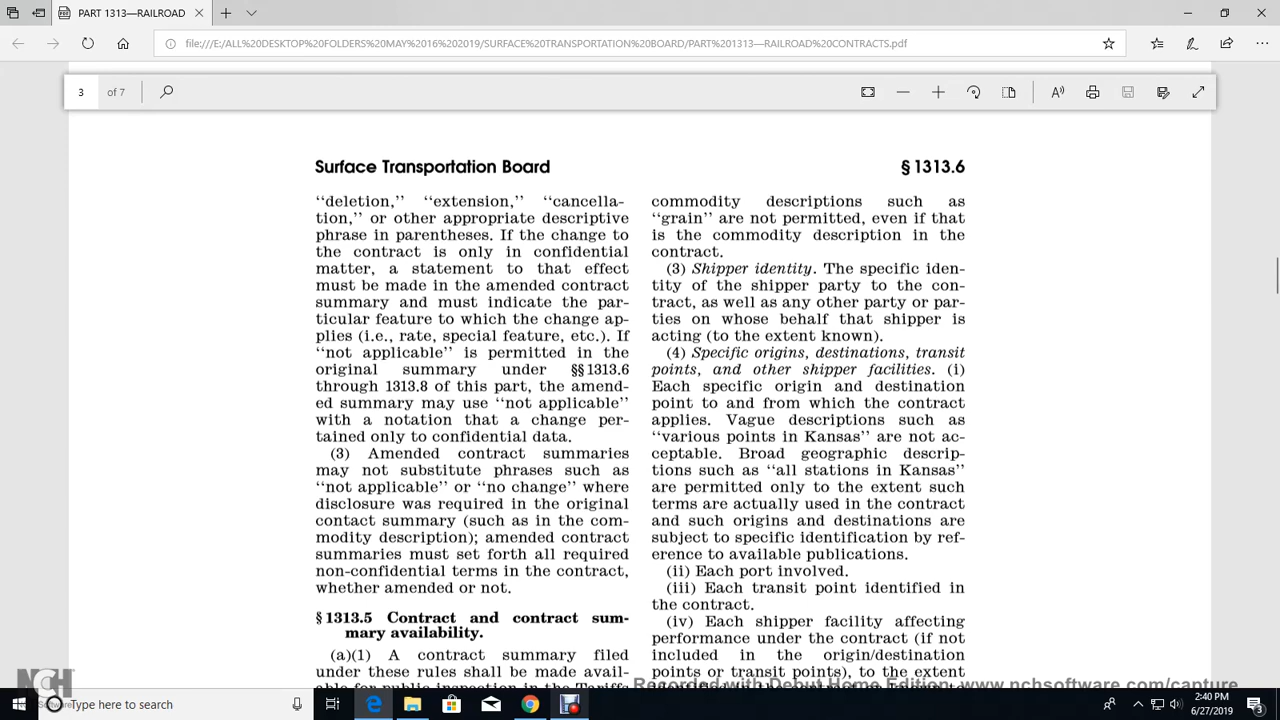 PART 1313—RAILROAD
file:///E:/ALL%20DESKTOP%20FOLDERS%20MAY%2016%202019/SURFACE%20TRANSPORTATION%20BOARD/PART%201313—RAILROAD%20CONTRACTS.pdf
3 of 7
Surface Transportation Board
§ 1313.6
‘‘deletion,’’ ‘‘extension,’’ ‘‘cancella-
tion,’’ or other appropriate descriptive
phrase in parentheses. If the change to
the contract is only in confidential
matter, a statement to that effect
must be made in the amended contract
summary and must indicate the par-
ticular feature to which the change ap-
plies (i.e., rate, special feature, etc.). If
‘‘not applicable’’ is permitted in the
original summary under §§ 1313.6
through 1313.8 of this part, the amend-
ed summary may use ‘‘not applicable’’
with a notation that a change per-
tained only to confidential data.
(3) Amended contract summaries
may not substitute phrases such as
‘‘not applicable’’ or ‘‘no change’’ where
disclosure was required in the original
contact summary (such as in the com-
modity description); amended contract
summaries must set forth all required
non-confidential terms in the contract,
whether amended or not.
§ 1313.5 Contract and contract sum-
mary availability.
(a)(1) A contract summary filed
under these rules shall be made avail-
able for public inspection in the Tariffs
commodity descriptions such as
‘‘grain’’ are not permitted, even if that
is the commodity description in the
contract.
(3) Shipper identity. The specific iden-
tity of the shipper party to the con-
tract, as well as any other party or par-
ties on whose behalf that shipper is
acting (to the extent known).
(4) Specific origins, destinations, transit
points, and other shipper facilities. (i)
Each specific origin and destination
point to and from which the contract
applies. Vague descriptions such as
‘‘various points in Kansas’’ are not ac-
ceptable. Broad geographic descrip-
tions such as ‘‘all stations in Kansas’’
are permitted only to the extent such
terms are actually used in the contract
and such origins and destinations are
subject to specific identification by ref-
erence to available publications.
(ii) Each port involved.
(iii) Each transit point identified in
the contract.
(iv) Each shipper facility affecting
performance under the contract (if not
included in the origin/destination
points or transit points), to the extent
Recorded with Debut Home Edition www.nchsoftware.com/capture
NCH
Software
Type here to search
2:40 PM
6/27/2019
3